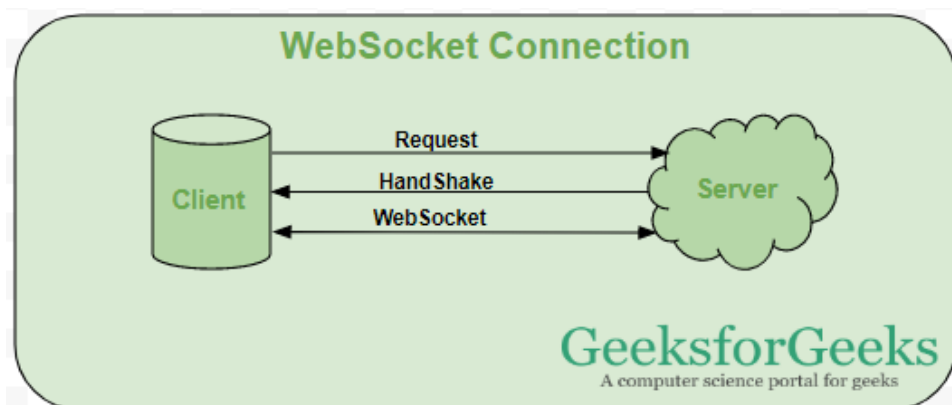 WebSocket Connection
Request
HandShake
WebSocket
Client
Server
GeeksforGeeks
A computer science portal for geeks